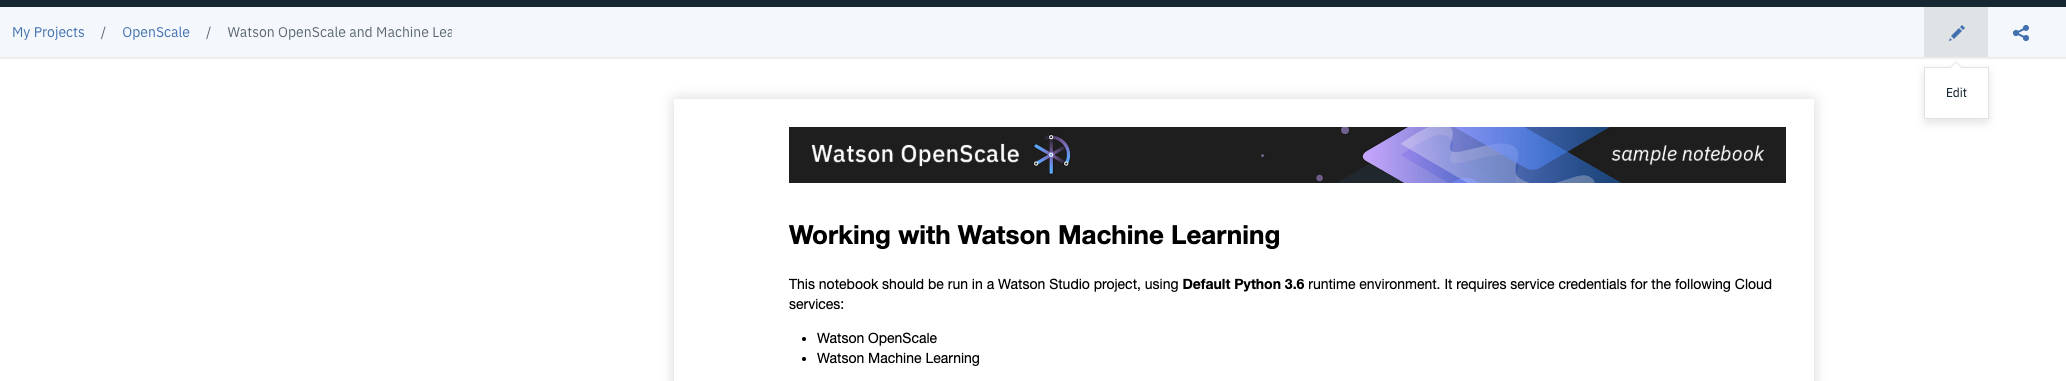 My Projects / OpenScale / Watson OpenScale and Machine Lea
Edit
Watson OpenScale sample notebook
Working with Watson Machine Learning
This notebook should be run in a Watson Studio project, using Default Python 3.6 runtime environment. It requires service credentials for the following Cloud
services:
• Watson OpenScale
• Watson Machine Learning